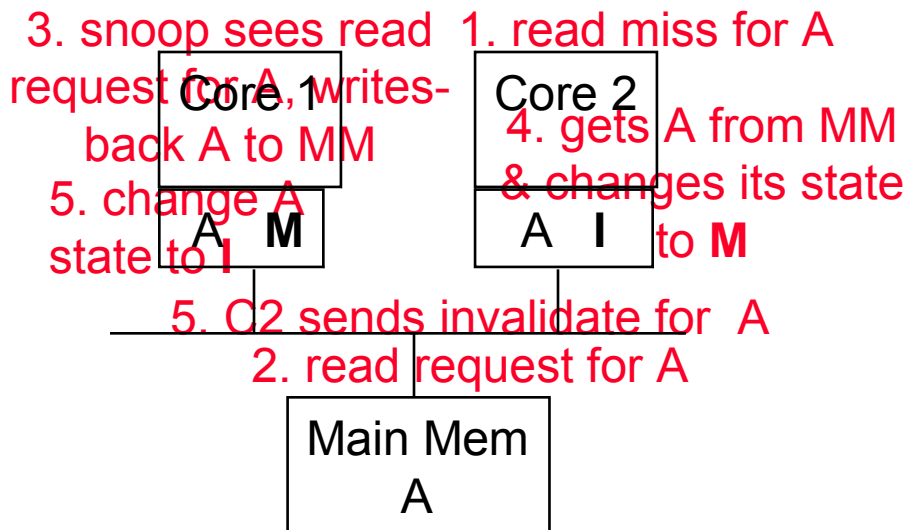 3. snoop sees read
request for A, writes-
back A to MM
1. read miss for A
Core 1
Core 2
4. gets A from MM
& changes its state
to M
5. change A
state to I
A M
A I
5. C2 sends invalidate for A
2. read request for A
Main Mem
A